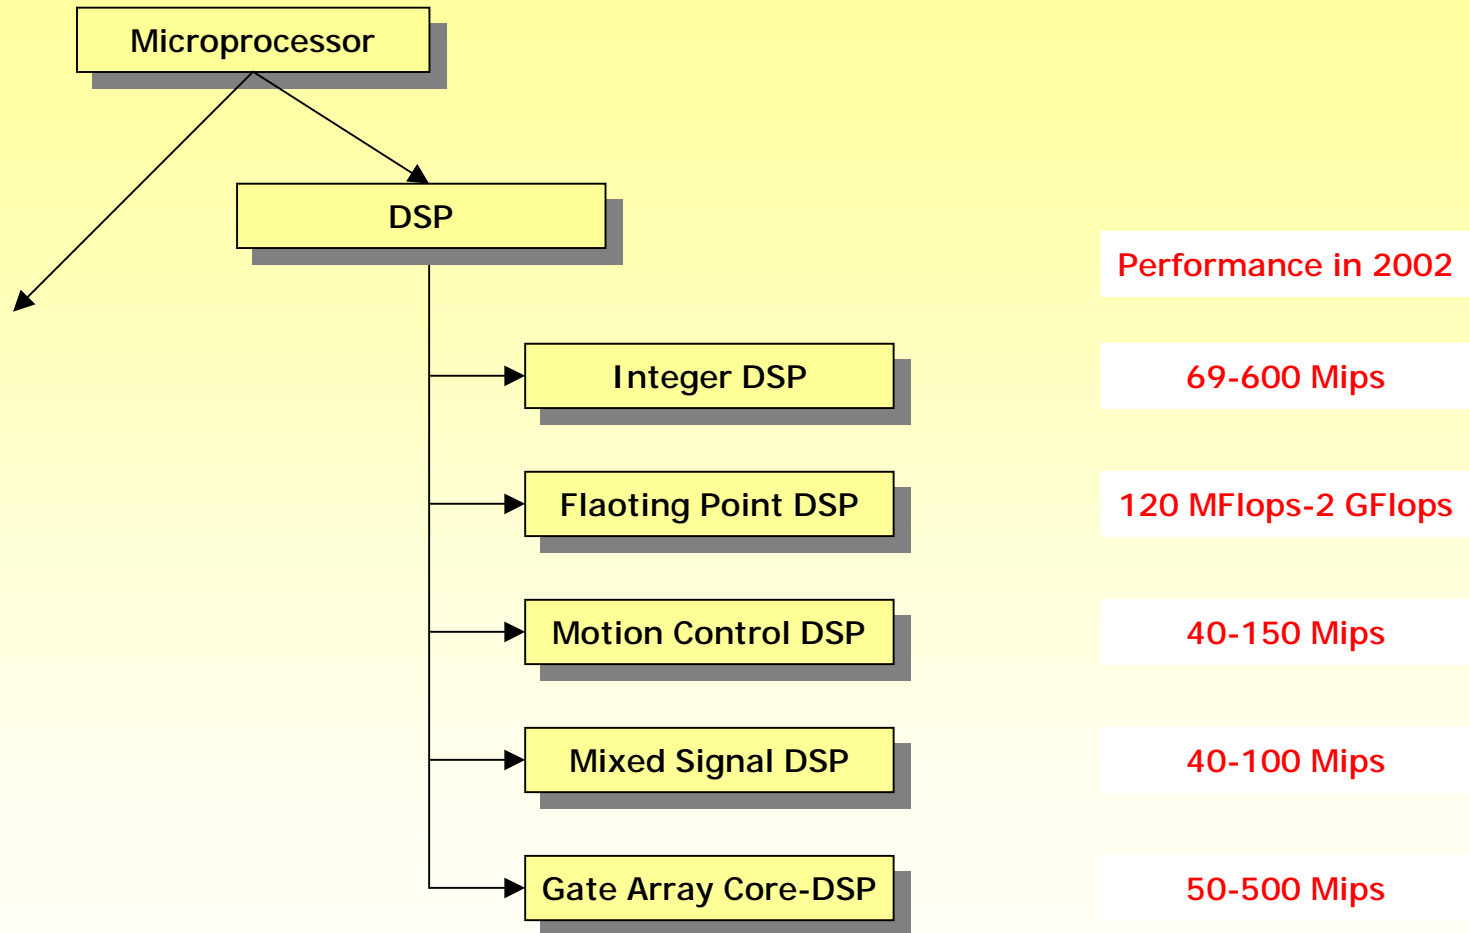 Microprocessor
DSP
Performance in 2002
Integer DSP
69-600 Mips
Flaoting Point DSP
120 MFlops-2 GFlops
Motion Control DSP
40-150 Mips
Mixed Signal DSP
40-100 Mips
Gate Array Core-DSP
50-500 Mips